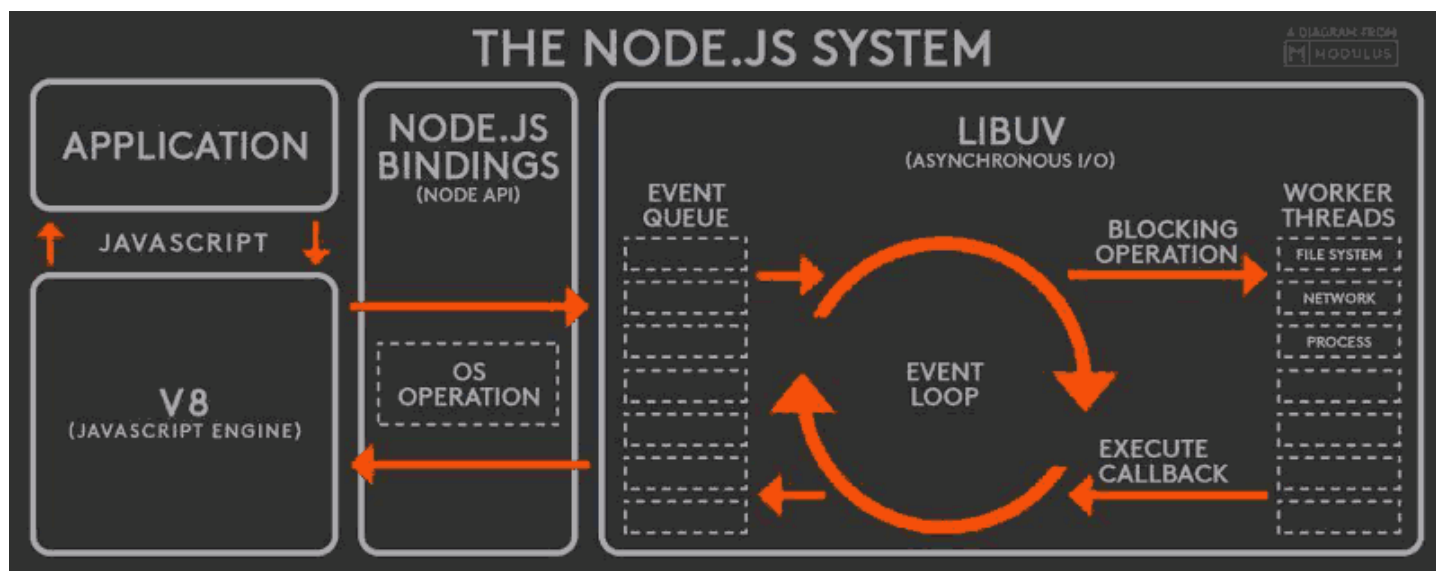 THE NODE.JS SYSTEM
A DIAGRAM FROM
M MODULUS
APPLICATION
JAVASCRIPT
V8
(JAVASCRIPT ENGINE)
NODE.JS
BINDINGS
(NODE API)
OS
OPERATION
LIBUV
(ASYNCHRONOUS I/O)
EVENT
QUEUE
EVENT
LOOP
BLOCKING
OPERATION
EXECUTE
CALLBACK
WORKER
THREADS
FILE SYSTEM
NETWORK
PROCESS